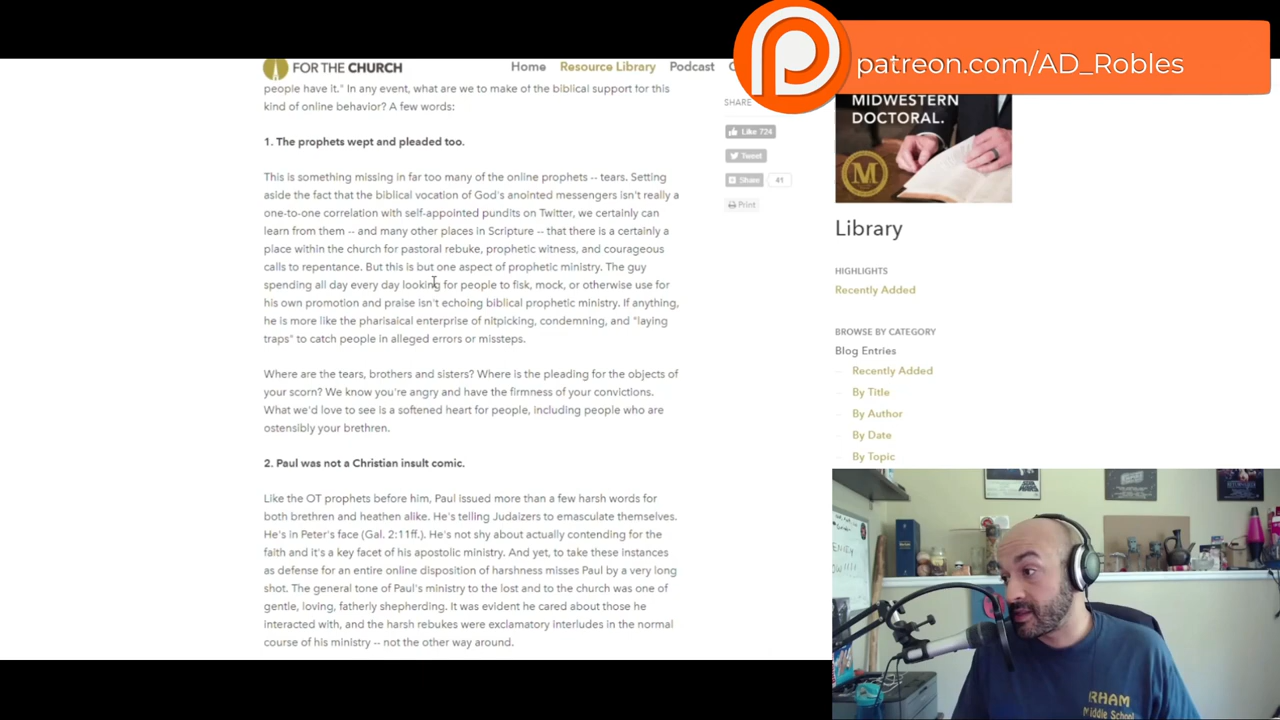 patreon.com/AD_Robles
FOR THE CHURCH
Home Resource Library Podcast
people have it." In any event, what are we to make of the biblical support for this
kind of online behavior? A few words:
1. The prophets wept and pleaded too.
This is something missing in far too many of the online prophets -- tears. Setting
aside the fact that the biblical vocation of God's anointed messengers isn't really a
one-to-one correlation with self-appointed pundits on Twitter, we certainly can
learn from them -- and many other places in Scripture -- that there is a certainly a
place within the church for pastoral rebuke, prophetic witness, and courageous
calls to repentance. But this is but one aspect of prophetic ministry. The guy
spending all day every day looking for people to fisk, mock, or otherwise use for
his own promotion and praise isn't echoing biblical prophetic ministry. If anything,
he is more like the pharisaical enterprise of nitpicking, condemning, and "laying
traps" to catch people in alleged errors or missteps.
Where are the tears, brothers and sisters? Where is the pleading for the objects of
your scorn? We know you're angry and have the firmness of your convictions.
What we'd love to see is a softened heart for people, including people who are
ostensibly your brethren.
2. Paul was not a Christian insult comic.
Like the OT prophets before him, Paul issued more than a few harsh words for
both brethren and heathen alike. He's telling Judaizers to emasculate themselves.
He's in Peter's face (Gal. 2:11ff.). He's not shy about actually contending for the
faith and it's a key facet of his apostolic ministry. And yet, to take these instances
as defense for an entire online disposition of harshness misses Paul by a very long
shot. The general tone of Paul's ministry to the lost and to the church was one of
gentle, loving, fatherly shepherding. It was evident he cared about those he
interacted with, and the harsh rebukes were exclamatory interludes in the normal
course of his ministry -- not the other way around.
SHARE
Like 724
Tweet
Share 41
Print
MIDWESTERN
DOCTORAL.
M
Library
HIGHLIGHTS
Recently Added
BROWSE BY CATEGORY
Blog Entries
Recently Added
By Title
By Author
By Date
By Topic
RHAM
Middle School